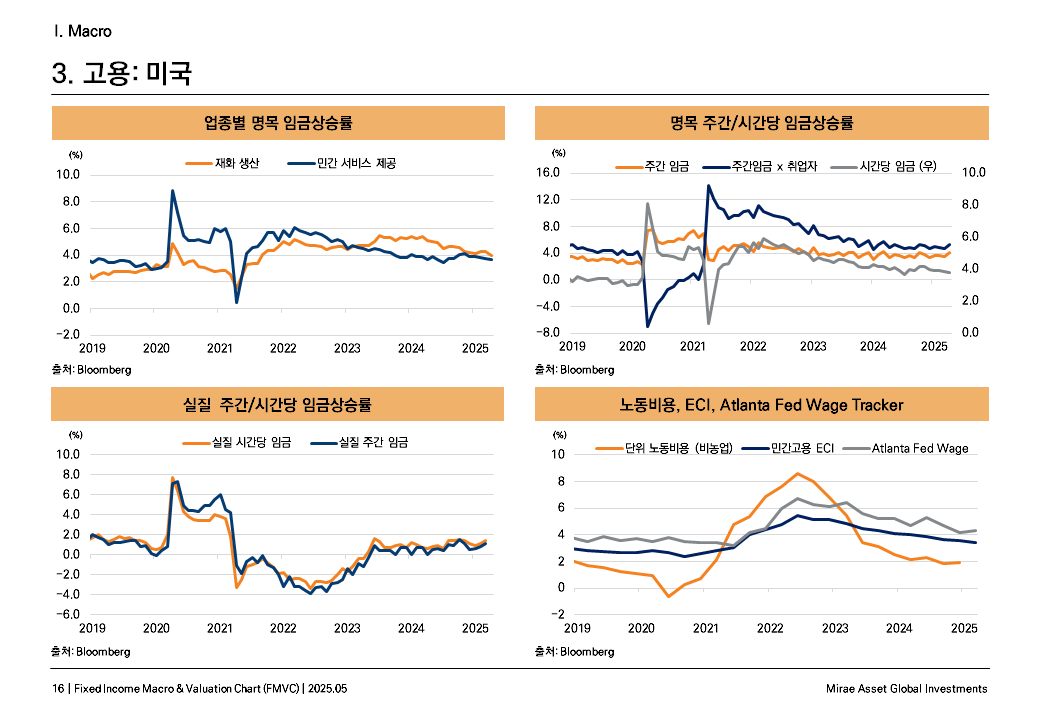 I. Macro
3. 고용: 미국
업종별 명목 임금상승률
(%)
재화 생산
민간 서비스 제공
10.0
8.0
6.0
4.0
2.0
0.0
−2.0
2019 2020 2021 2022 2023 2024 2025
출처: Bloomberg
명목 주간/시간당 임금상승률
(%)
주간 임금
주간임금 x 취업자
시간당 임금 (우)
16.0
12.0
8.0
4.0
0.0
−4.0
−8.0
10.0
8.0
6.0
4.0
2.0
0.0
2019 2020 2021 2022 2023 2024 2025
출처: Bloomberg
실질 주간/시간당 임금상승률
(%)
실질 시간당 임금
실질 주간 임금
10.0
8.0
6.0
4.0
2.0
0.0
−2.0
−4.0
−6.0
2019 2020 2021 2022 2023 2024 2025
출처: Bloomberg
노동비용, ECI, Atlanta Fed Wage Tracker
(%)
단위 노동비용 (비농업)
민간고용 ECI
Atlanta Fed Wage
10
8
6
4
2
0
−2
2019 2020 2021 2022 2023 2024 2025
출처: Bloomberg
16 | Fixed Income Macro & Valuation Chart (FMVC) | 2025.05
Mirae Asset Global Investments